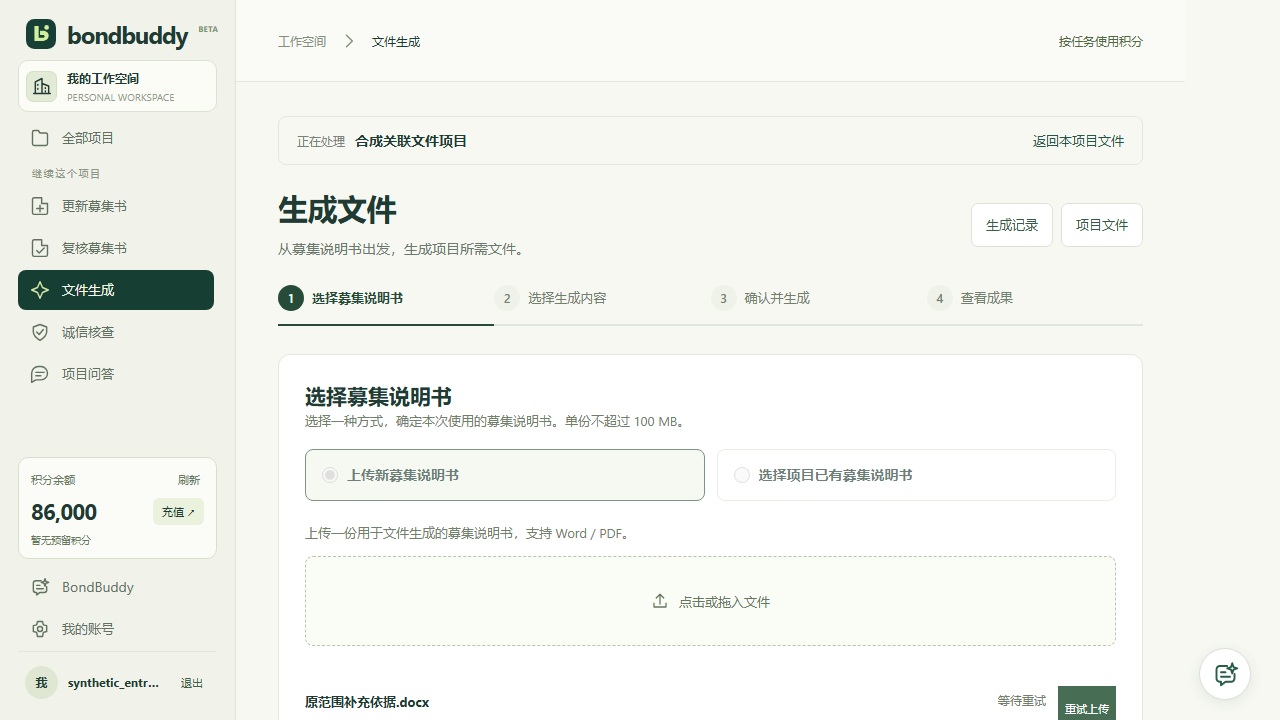 bondbuddy BETA
我的工作空间
PERSONAL WORKSPACE
全部项目
继续这个项目
更新募集书
复核募集书
文件生成
诚信核查
项目问答
积分余额 刷新
86,000 充值 ↗
暂无预留积分
BondBuddy
我的账号
我 synthetic_entr... 退出
工作空间 文件生成 按任务使用积分
正在处理 合成关联文件项目 返回本项目文件
生成文件
从募集说明书出发，生成项目所需文件。
生成记录 项目文件
1 选择募集说明书 2 选择生成内容 3 确认并生成 4 查看成果
选择募集说明书
选择一种方式，确定本次使用的募集说明书。单份不超过 100 MB。
上传新募集说明书 选择项目已有募集说明书
上传一份用于文件生成的募集说明书，支持 Word / PDF。
点击或拖入文件
原范围补充依据.docx 等待重试 重试上传